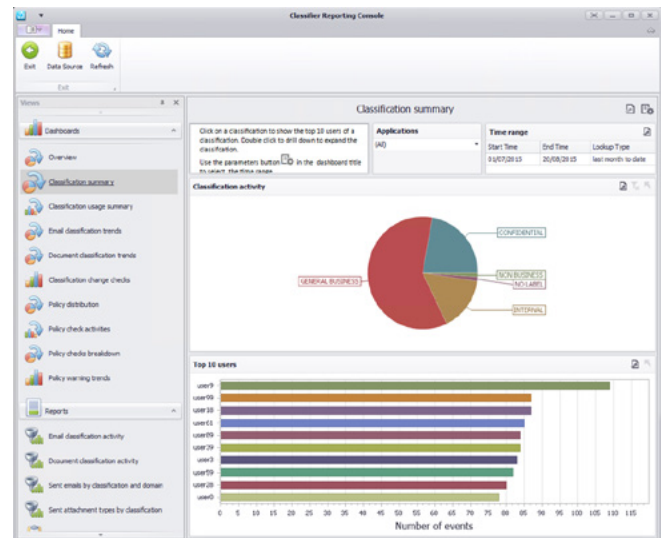 Classifier Reporting Console
Home
Exit
Data Source
Refresh
Exit
Views
Dashboards
Overview
Classification summary
Classification usage summary
Email classification trends
Document classification trends
Classification change checks
Policy distribution
Policy check activities
Policy checks breakdown
Policy warning trends
Reports
Email classification activity
Document classification activity
Sent emails by classification and domain
Sent attachment types by classification
Classification summary
Click on a classification to show the top 10 users of a
classification. Double click to drill down to expand the
classification.
Use the parameters button in the dashboard title
to select the time range
Applications
(All)
Time range
Start Time End Time Lookup Type
01/07/2015 20/08/2015 last month to date
Classification activity
CONFIDENTIAL
NON BUSINESS
NO LABEL
GENERAL BUSINESS
INTERNAL
Top 10 users
user9
user99
user18
user61
user89
user39
user3
user59
user28
user0
0 5 10 15 20 25 30 35 40 45 50 55 60 65 70 75 80 85 90 95 100 105 110 115
Number of events